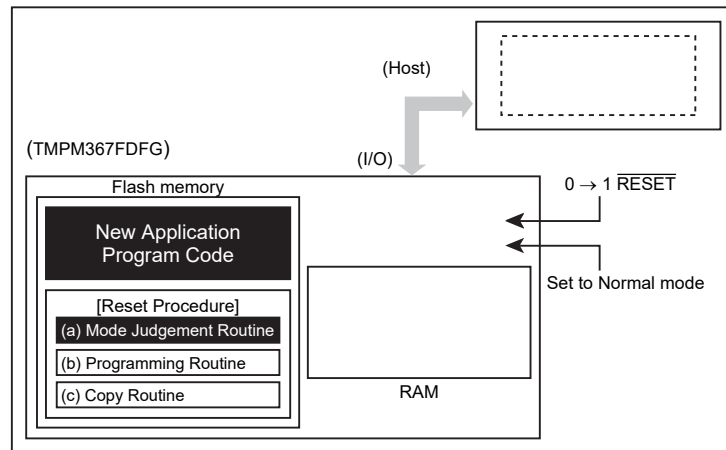 (Host)
(TMPM367FDFG)
(I/O)
Flash memory
0 → 1 RESET
New Application
Program Code
Set to Normal mode
[Reset Procedure]
(a) Mode Judgement Routine
(b) Programming Routine
(c) Copy Routine
RAM